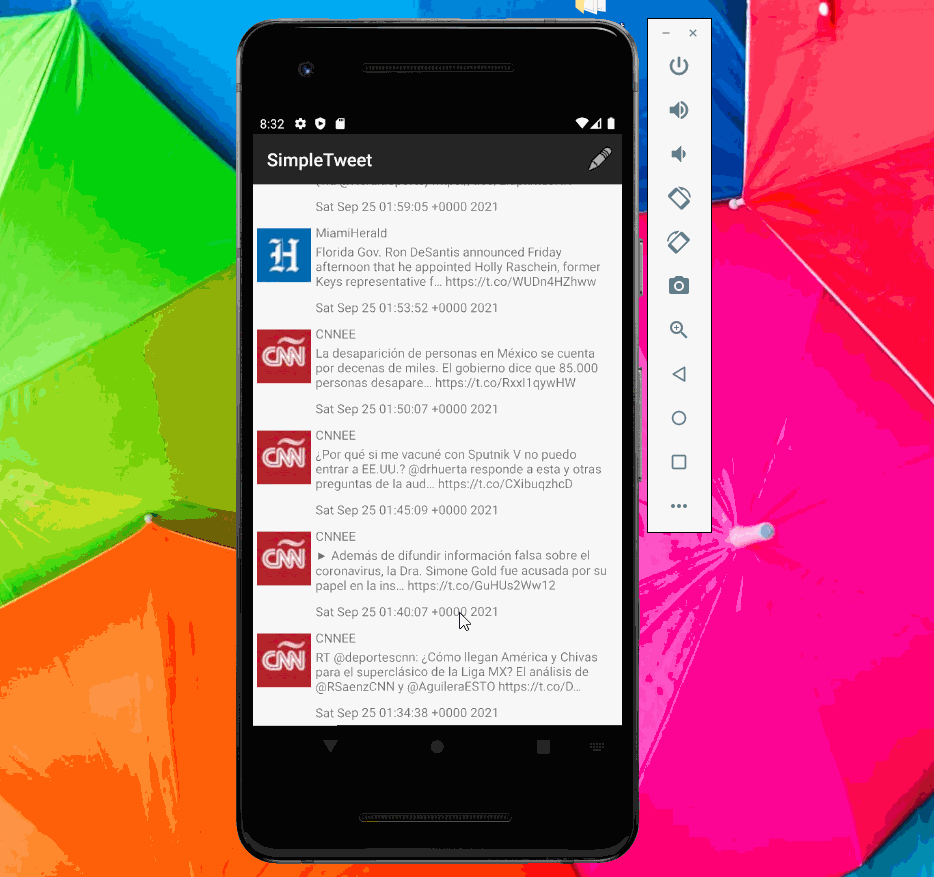 8:32
SimpleTweet
Sat Sep 25 01:59:05 +0000 2021
MiamiHerald
Florida Gov. Ron DeSantis announced Friday
afternoon that he appointed Holly Raschein, former
Keys representative f… https://t.co/WUDn4HZhww
Sat Sep 25 01:53:52 +0000 2021
CNNEE
La desaparición de personas en México se cuenta
por decenas de miles. El gobierno dice que 85.000
personas desapare… https://t.co/Rxxl1qywHW
Sat Sep 25 01:50:07 +0000 2021
CNNEE
¿Por qué si me vacuné con Sputnik V no puedo
entrar a EE.UU.? @drhuerta responde a esta y otras
preguntas de la aud… https://t.co/CXibuqzhcD
Sat Sep 25 01:45:09 +0000 2021
CNNEE
► Además de difundir información falsa sobre el
coronavirus, la Dra. Simone Gold fue acusada por su
papel en la ins… https://t.co/GuHUs2Ww12
Sat Sep 25 01:40:07 +0000 2021
CNNEE
RT @deportescnn: ¿Cómo llegan América y Chivas
para el superclásico de la Liga MX? El análisis de
@RSaenzCNN y @AguileraESTO https://t.co/D…
Sat Sep 25 01:34:38 +0000 2021
H
CNN
CNN
CNN
CNN